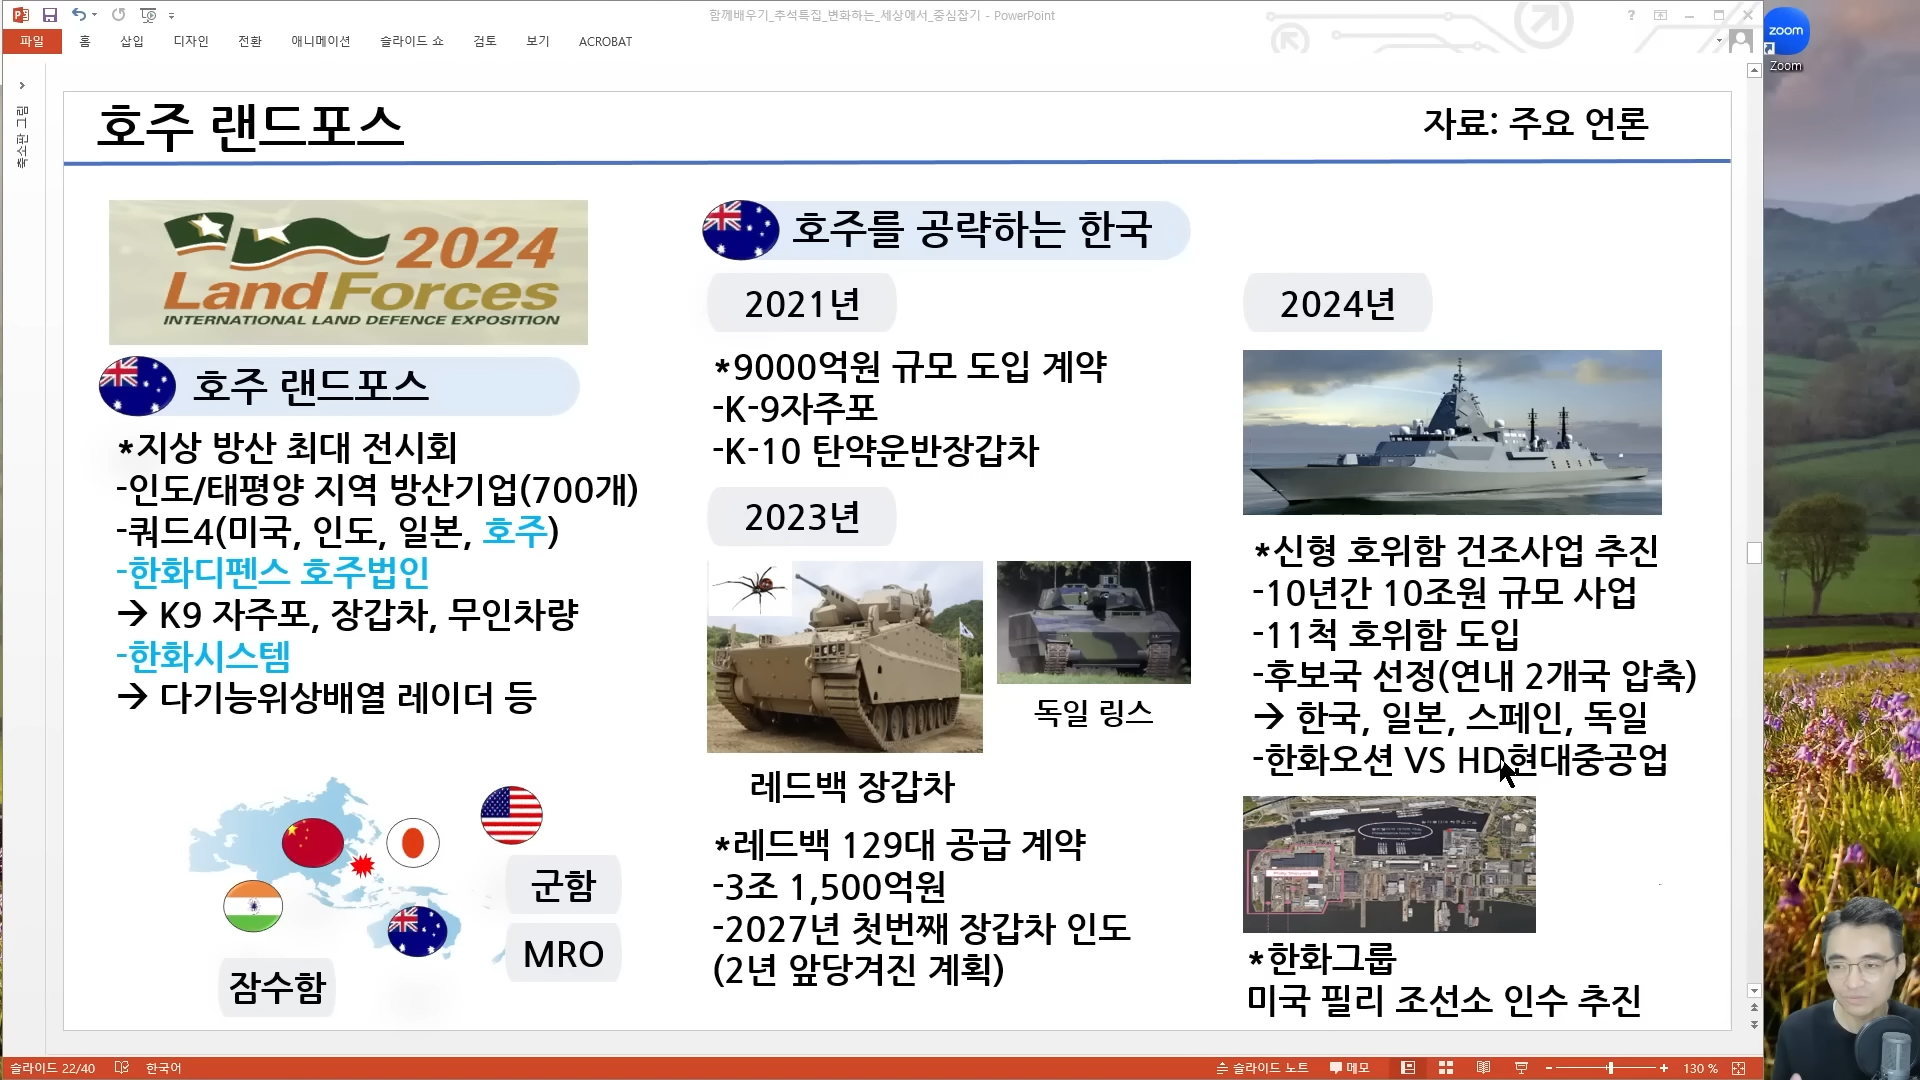 함께배우기_추석특집_변화하는_세상에서_중심잡기 - PowerPoint
파일 홈 삽입 디자인 전환 애니메이션 슬라이드 쇼 검토 보기 ACROBAT
zoom
Zoom
축소판 그림
호주 랜드포스
자료: 주요 언론
2024
Land Forces
INTERNATIONAL LAND DEFENCE EXPOSITION
호주 랜드포스
*지상 방산 최대 전시회
-인도/태평양 지역 방산기업(700개)
-쿼드4(미국, 인도, 일본, 호주)
-한화디펜스 호주법인
→ K9 자주포, 장갑차, 무인차량
-한화시스템
→ 다기능위상배열 레이더 등
군함
MRO
잠수함
호주를 공략하는 한국
2021년
*9000억원 규모 도입 계약
-K-9자주포
-K-10 탄약운반장갑차
2023년
독일 링스
레드백 장갑차
*레드백 129대 공급 계약
-3조 1,500억원
-2027년 첫번째 장갑차 인도
(2년 앞당겨진 계획)
2024년
*신형 호위함 건조사업 추진
-10년간 10조원 규모 사업
-11척 호위함 도입
-후보국 선정(연내 2개국 압축)
→ 한국, 일본, 스페인, 독일
-한화오션 VS HD현대중공업
*한화그룹
미국 필리 조선소 인수 추진
슬라이드 22/40 한국어
슬라이드 노트 메모 130 %